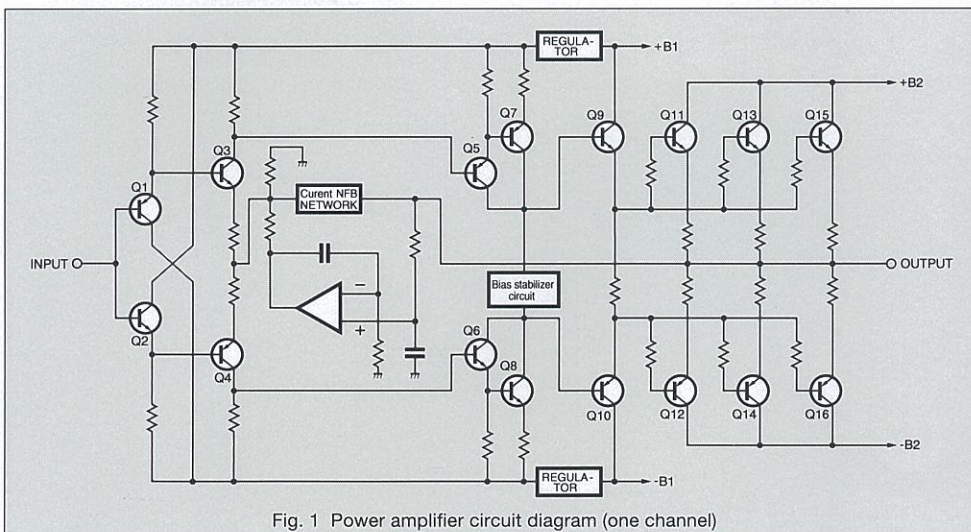 REGULA-
TOR
+B1
+B2
Q7
Q9
Q11
Q13
Q15
Q3
Q5
Q1
Curent NFB
NETWORK
INPUT
OUTPUT
Bias stabilizer
circuit
−
+
Q2
Q6
Q4
Q8
Q10
Q12
Q14
Q16
-B2
REGULA-
TOR
-B1
Fig. 1 Power amplifier circuit diagram (one channel)